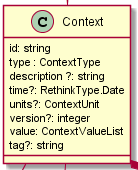 C Context
id: string
type : ContextType
description ?: string
time?: RethinkType.Date
units?: ContextUnit
version?: integer
value: ContextValueList
tag?: string